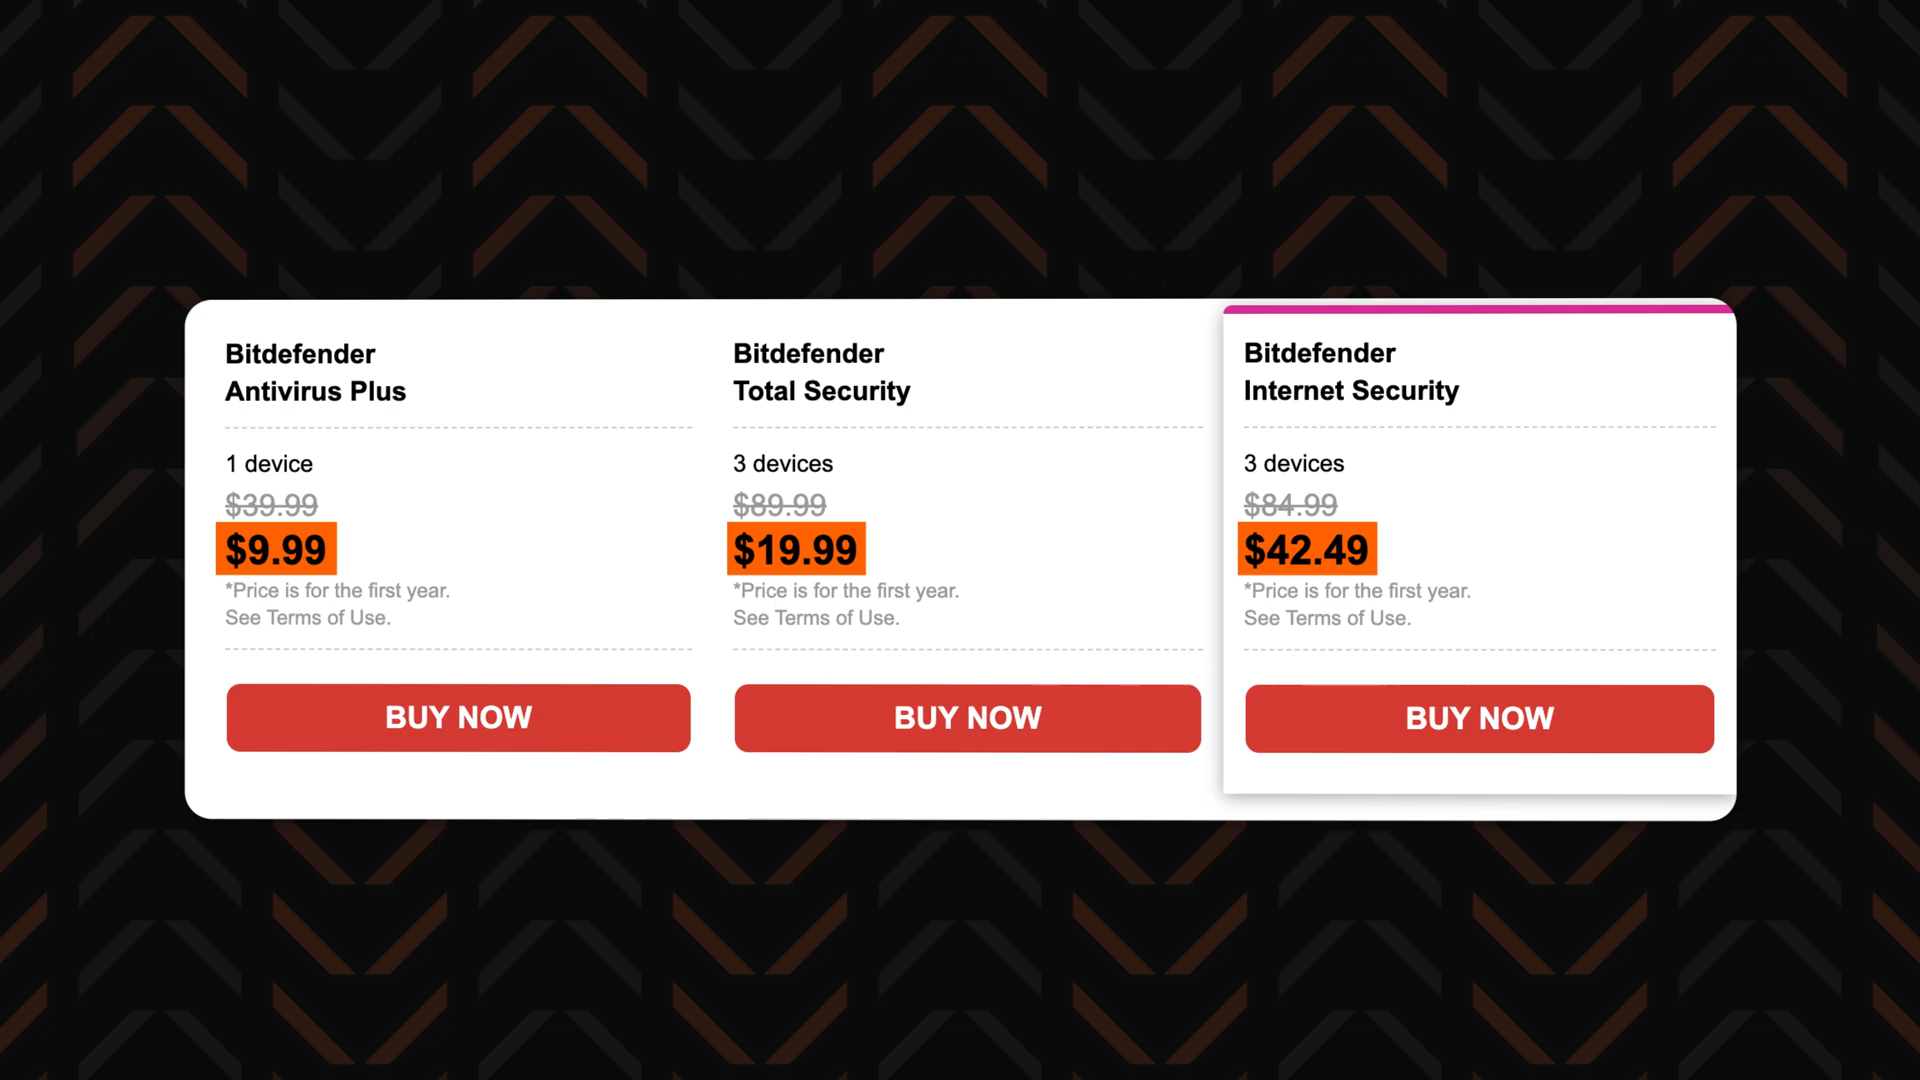 Bitdefender
Antivirus Plus
1 device
$39.99
$9.99
*Price is for the first year.
See Terms of Use.
BUY NOW
Bitdefender
Total Security
3 devices
$89.99
$19.99
*Price is for the first year.
See Terms of Use.
BUY NOW
Bitdefender
Internet Security
3 devices
$84.99
$42.49
*Price is for the first year.
See Terms of Use.
BUY NOW